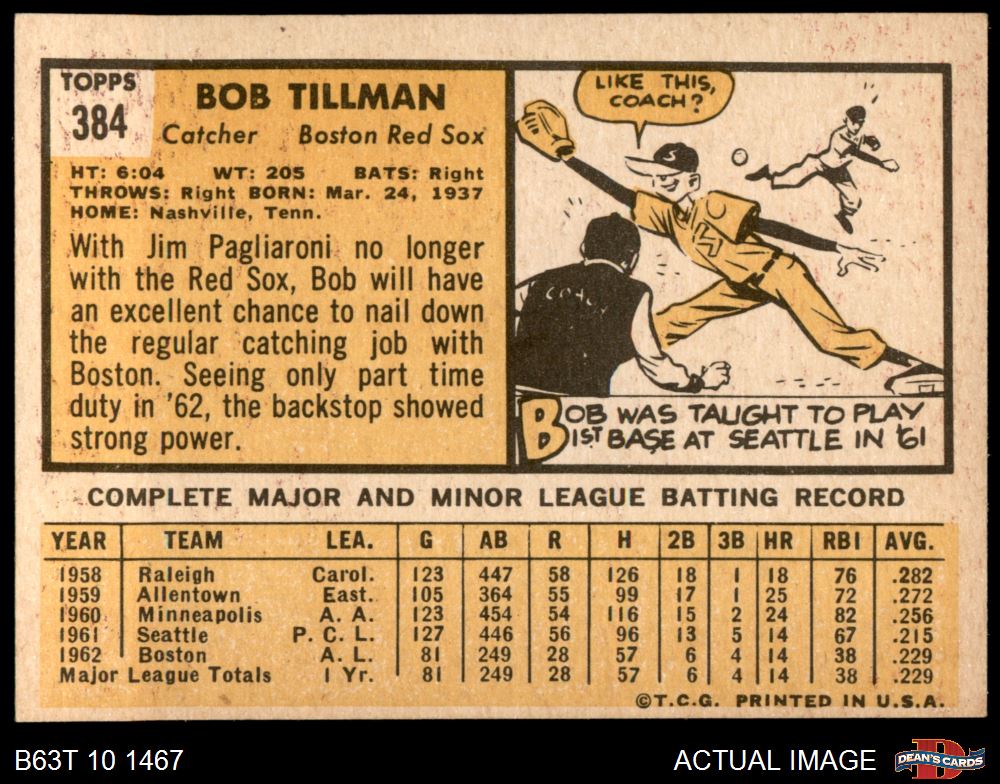 TOPPS
384
BOB TILLMAN
Catcher Boston Red Sox
HT: 6:04 WT: 205 BATS: Right
THROWS: Right BORN: Mar. 24, 1937
HOME: Nashville, Tenn.
With Jim Pagliaroni no longer
with the Red Sox, Bob will have
an excellent chance to nail down
the regular catching job with
Boston. Seeing only part time
duty in '62, the backstop showed
strong power.
LIKE THIS,
COACH?
S
COACH
BOB WAS TAUGHT TO PLAY
1ST BASE AT SEATTLE IN '61
COMPLETE MAJOR AND MINOR LEAGUE BATTING RECORD
YEAR TEAM LEA. G AB R H 2B 3B HR RBI AVG.
1958 Raleigh Carol. 123 447 58 126 18 1 18 76 .282
1959 Allentown East. 105 364 55 99 17 1 25 72 .272
1960 Minneapolis A. A. 123 454 54 116 15 2 24 82 .256
1961 Seattle P. C. L. 127 446 56 96 13 5 14 67 .215
1962 Boston A. L. 81 249 28 57 6 4 14 38 .229
Major League Totals 1 Yr. 81 249 28 57 6 4 14 38 .229
©T.C.G. PRINTED IN U.S.A.
B63T 10 1467
ACTUAL IMAGE
D
DEAN'S CARDS